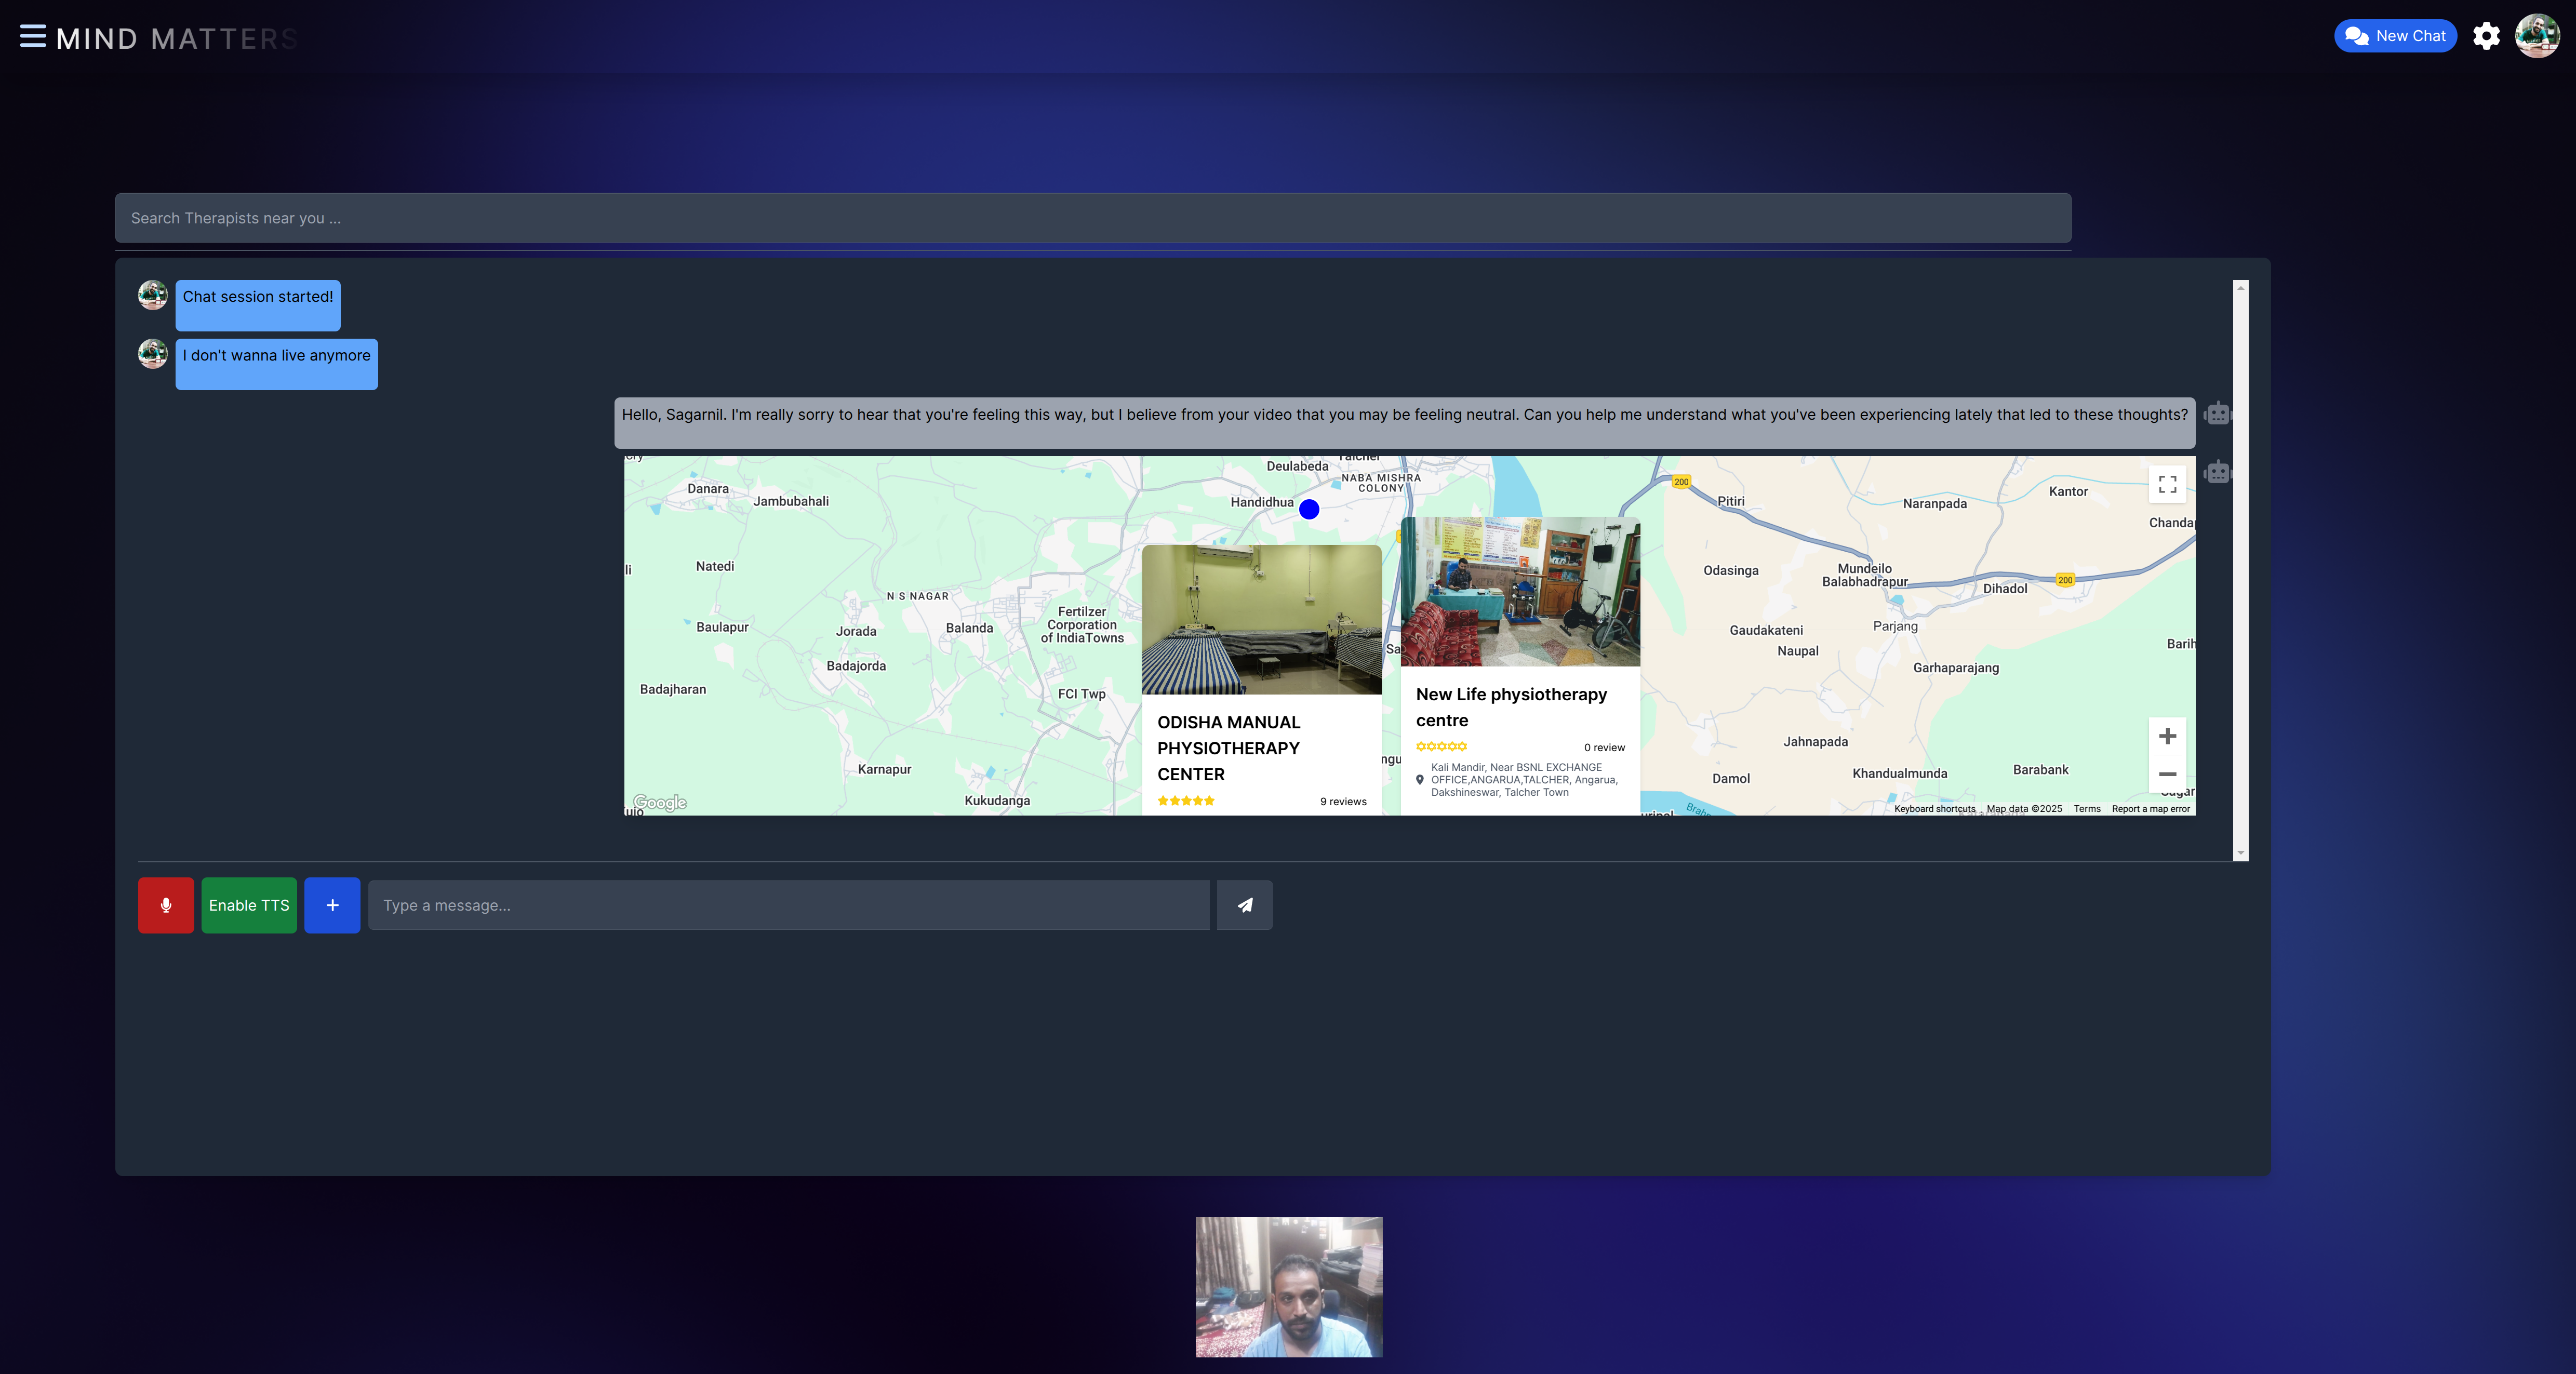 MIND MATTERS
New Chat
Search Therapists near you ...
Chat session started!
I don't wanna live anymore
Hello, Sagarnil. I'm really sorry to hear that you're feeling this way, but I believe from your video that you may be feeling neutral. Can you help me understand what you've been experiencing lately that led to these thoughts?
Deulabeda
NABA MISHRA
COLONY
Handidhua
Danara
Jambubahali
200
Pitiri
Naranpada
Kantor
Natedi
N S NAGAR
Fertilzer
Corporation
of IndiaTowns
Baulapur
Jorada
Balanda
Badajorda
Badajharan
FCI Twp
Karnapur
Kukudanga
Odasinga
Mundeilo
Balabhadrapur
200
Dihadol
Gaudakateni
Parjang
Naupal
Garhaparajang
Jahnapada
Damol
Khandualmunda
Barabank
ODISHA MANUAL
PHYSIOTHERAPY
CENTER
9 reviews
New Life physiotherapy
centre
0 review
Kali Mandir, Near BSNL EXCHANGE
OFFICE,ANGARUA,TALCHER, Angarua,
Dakshineswar, Talcher Town
Google
Keyboard shortcuts
Map data ©2025
Terms
Report a map error
Enable TTS
+
Type a message...